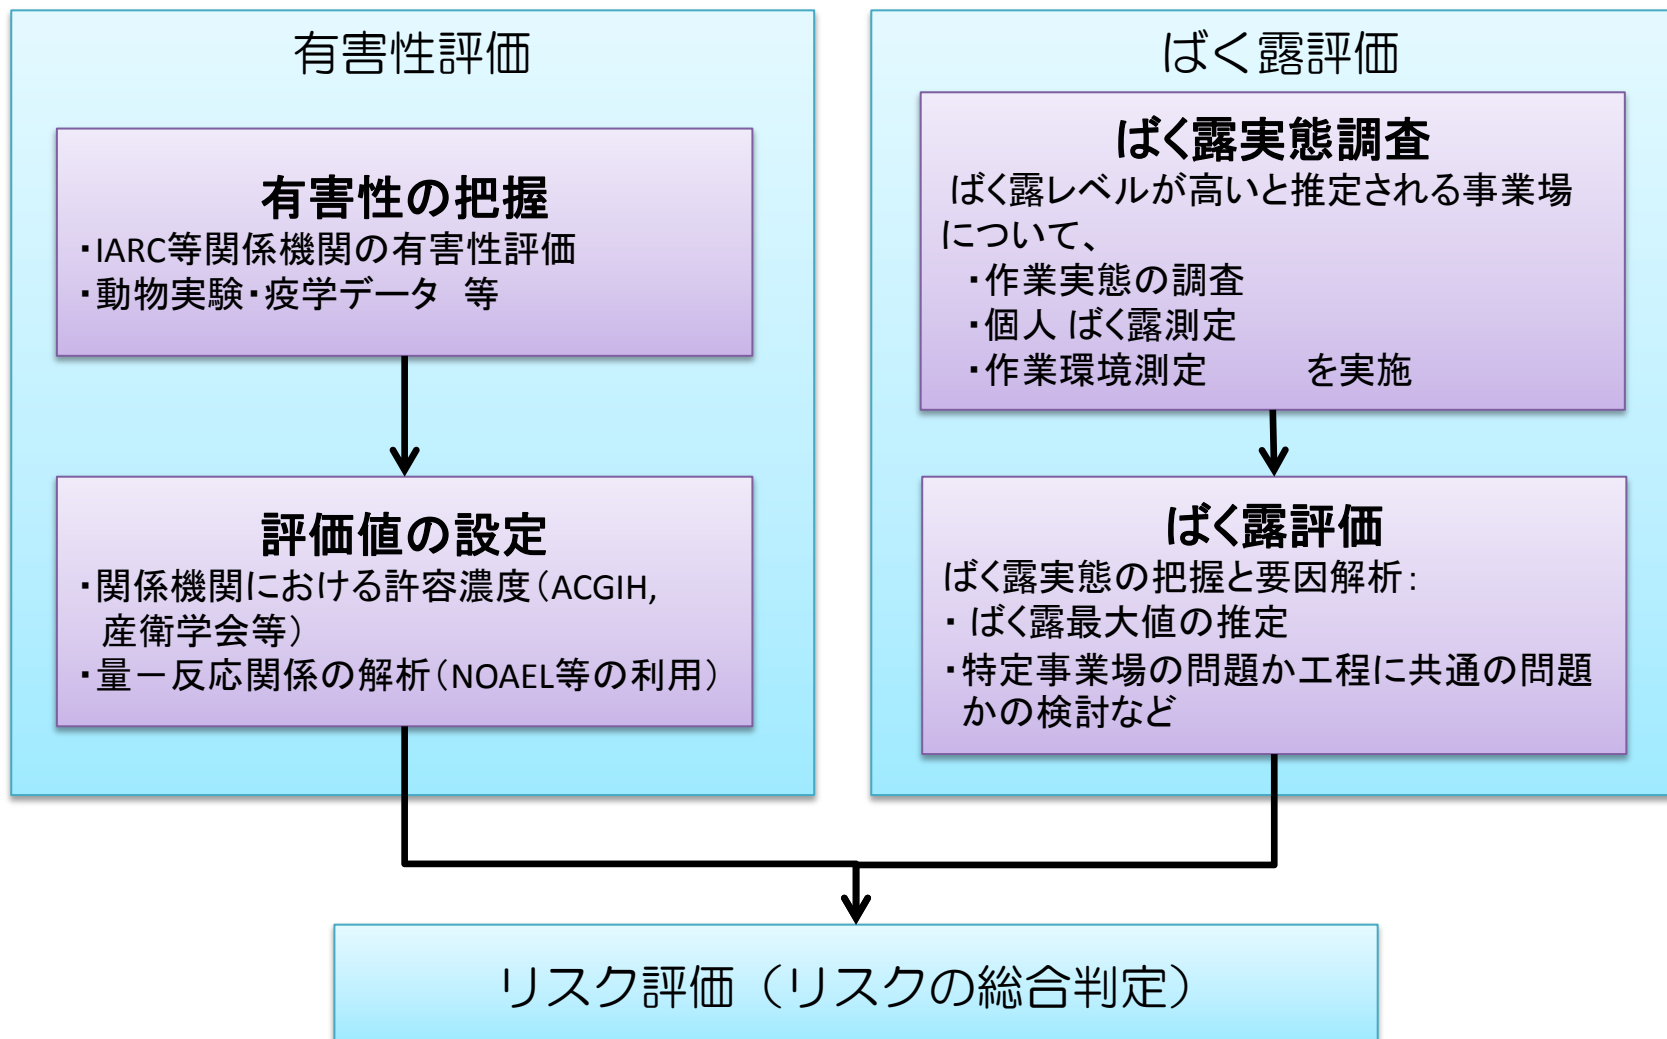 有害性評価
有害性の把握
・IARC等関係機関の有害性評価
・動物実験・疫学データ　等
評価値の設定
・関係機関における許容濃度（ACGIH,
産衛学会等）
・量－反応関係の解析（NOAEL等の利用）
ばく露評価
ばく露実態調査
ばく露レベルが高いと推定される事業場
について、
・作業実態の調査
・個人 ばく露測定
・作業環境測定　　　を実施
ばく露評価
ばく露実態の把握と要因解析：
・ ばく露最大値の推定
・特定事業場の問題か工程に共通の問題
かの検討など
リスク評価（リスクの総合判定）